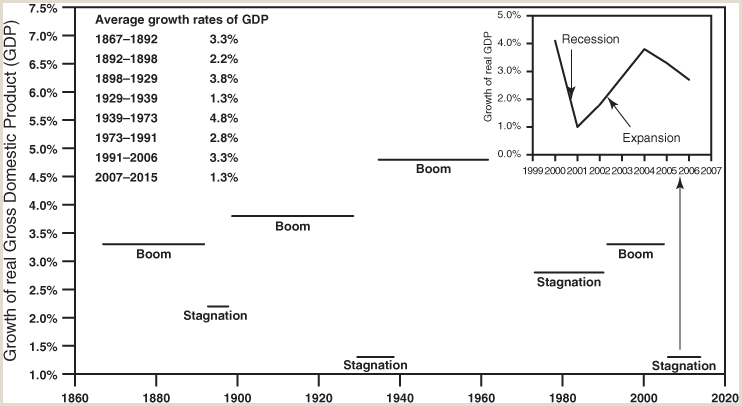 Growth of real Gross Domestic Product (GDP)
7.5%
7.0%
6.5%
6.0%
5.5%
5.0%
4.5%
4.0%
3.5%
3.0%
2.5%
2.0%
1.5%
1.0%
Average growth rates of GDP
1867–1892 3.3%
1892–1898 2.2%
1898–1929 3.8%
1929–1939 1.3%
1939–1973 4.8%
1973–1991 2.8%
1991–2006 3.3%
2007–2015 1.3%
Growth of real GDP
5.0%
4.0%
3.0%
2.0%
1.0%
0.0%
Recession
Expansion
1999 2000 2001 2002 2003 2004 2005 2006 2007
Boom
Boom
Boom
Boom
Stagnation
Stagnation
Stagnation
Stagnation
1860 1880 1900 1920 1940 1960 1980 2000 2020